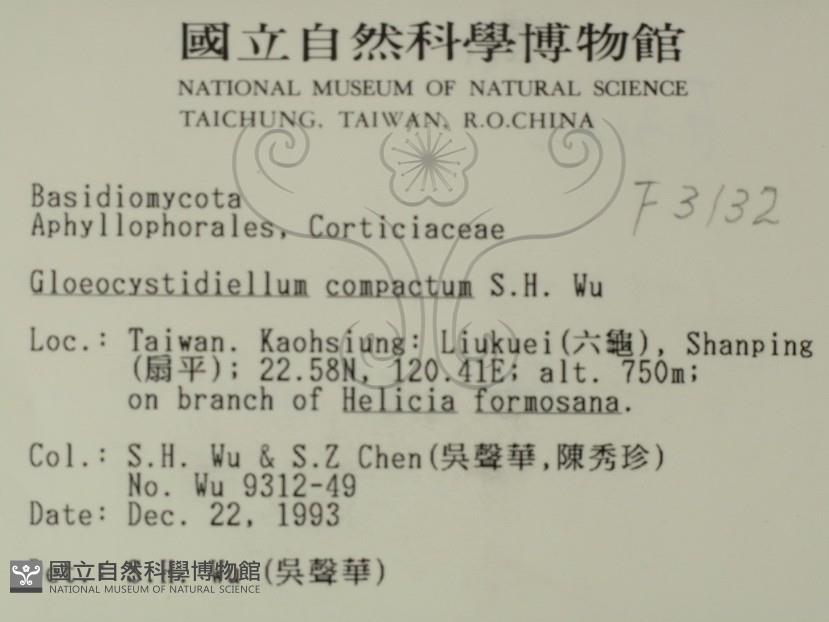 國立自然科學博物館
NATIONAL MUSEUM OF NATURAL SCIENCE
TAICHUNG, TAIWAN, R.O.CHINA
Basidiomycota
F3132
Aphyllophorales, Corticiaceae
Gloeocystidiellum compactum S.H. Wu
Loc.: Taiwan. Kaohsiung: Liukuei(六龜), Shanping
(扇平); 22.58N, 120.41E; alt. 750m;
on branch of Helicia formosana.
Col.: S.H. Wu & S.Z Chen(吳聲華,陳秀珍)
No. Wu 9312-49
Date: Dec. 22, 1993
S.H. Wu (吳聲華)
國立自然科學博物館
NATIONAL MUSEUM OF NATURAL SCIENCE